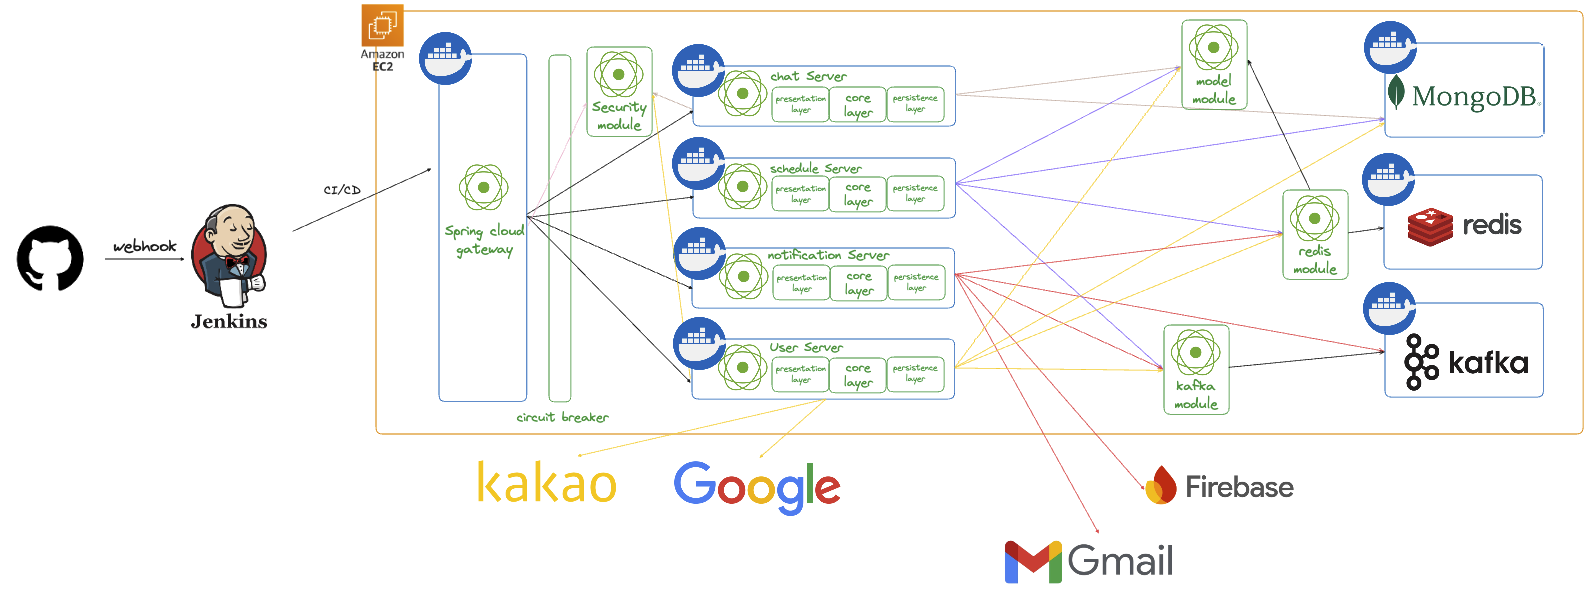 Amazon
EC2
webhook
Jenkins
CI/CD
Spring cloud
gateway
circuit breaker
Security
module
chat Server
presentation
layer
core
layer
persistence
layer
schedule Server
presentation
layer
core
layer
persistence
layer
notification Server
presentation
layer
core
layer
persistence
layer
User Server
presentation
layer
core
layer
persistence
layer
model
module
redis
module
kafka
module
MongoDB
redis
kafka
kakao
Google
Firebase
Gmail